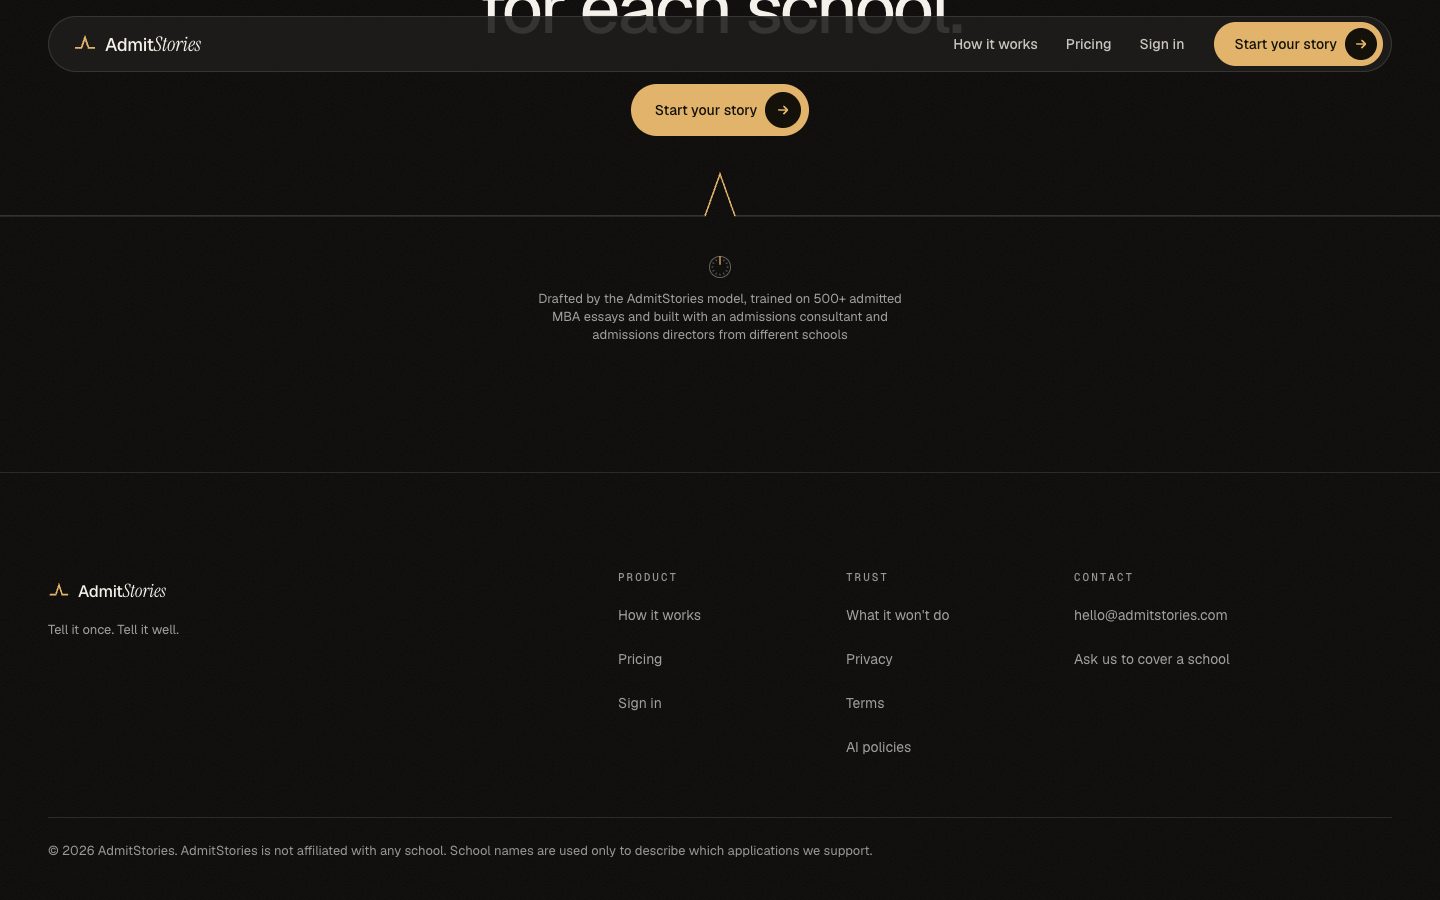 for each school.
AdmitStories
How it works
Pricing
Sign in
Start your story
Start your story
Drafted by the AdmitStories model, trained on 500+ admitted
MBA essays and built with an admissions consultant and
admissions directors from different schools
AdmitStories
Tell it once. Tell it well.
PRODUCT
How it works
Pricing
Sign in
TRUST
What it won't do
Privacy
Terms
AI policies
CONTACT
hello@admitstories.com
Ask us to cover a school
© 2026 AdmitStories. AdmitStories is not affiliated with any school. School names are used only to describe which applications we support.